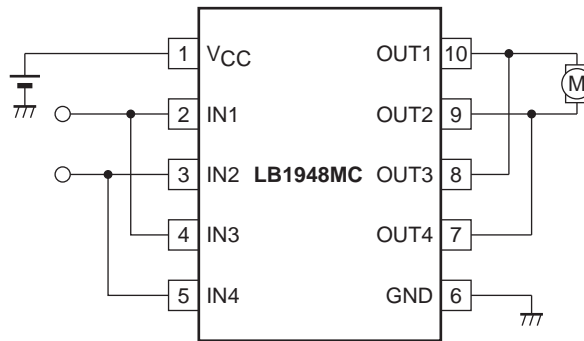 1 VCC OUT1 10
M
2 IN1 OUT2 9
3 IN2 LB1948MC OUT3 8
4 IN3 OUT4 7
5 IN4 GND 6